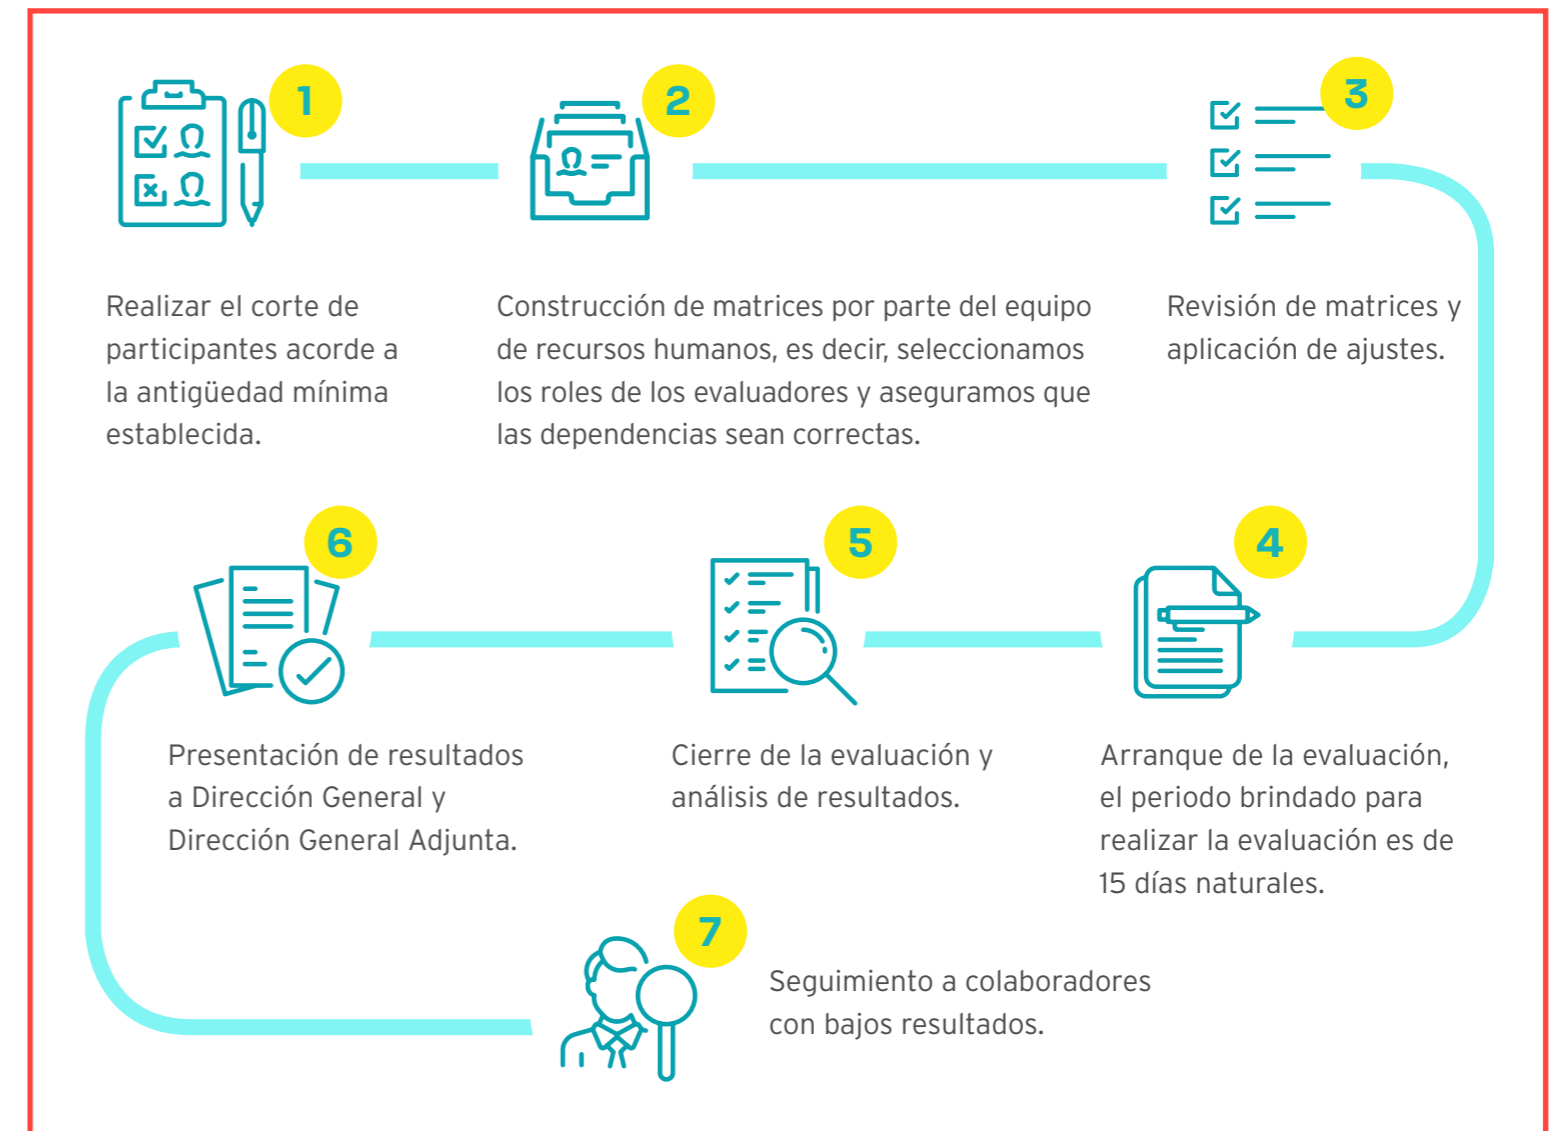 1
Realizar el corte de
participantes acorde a
la antigüedad mínima
establecida.
2
Construcción de matrices por parte del equipo
de recursos humanos, es decir, seleccionamos
los roles de los evaluadores y aseguramos que
las dependencias sean correctas.
3
Revisión de matrices y
aplicación de ajustes.
4
Arranque de la evaluación,
el periodo brindado para
realizar la evaluación es de
15 días naturales.
5
Cierre de la evaluación y
análisis de resultados.
6
Presentación de resultados
a Dirección General y
Dirección General Adjunta.
7
Seguimiento a colaboradores
con bajos resultados.